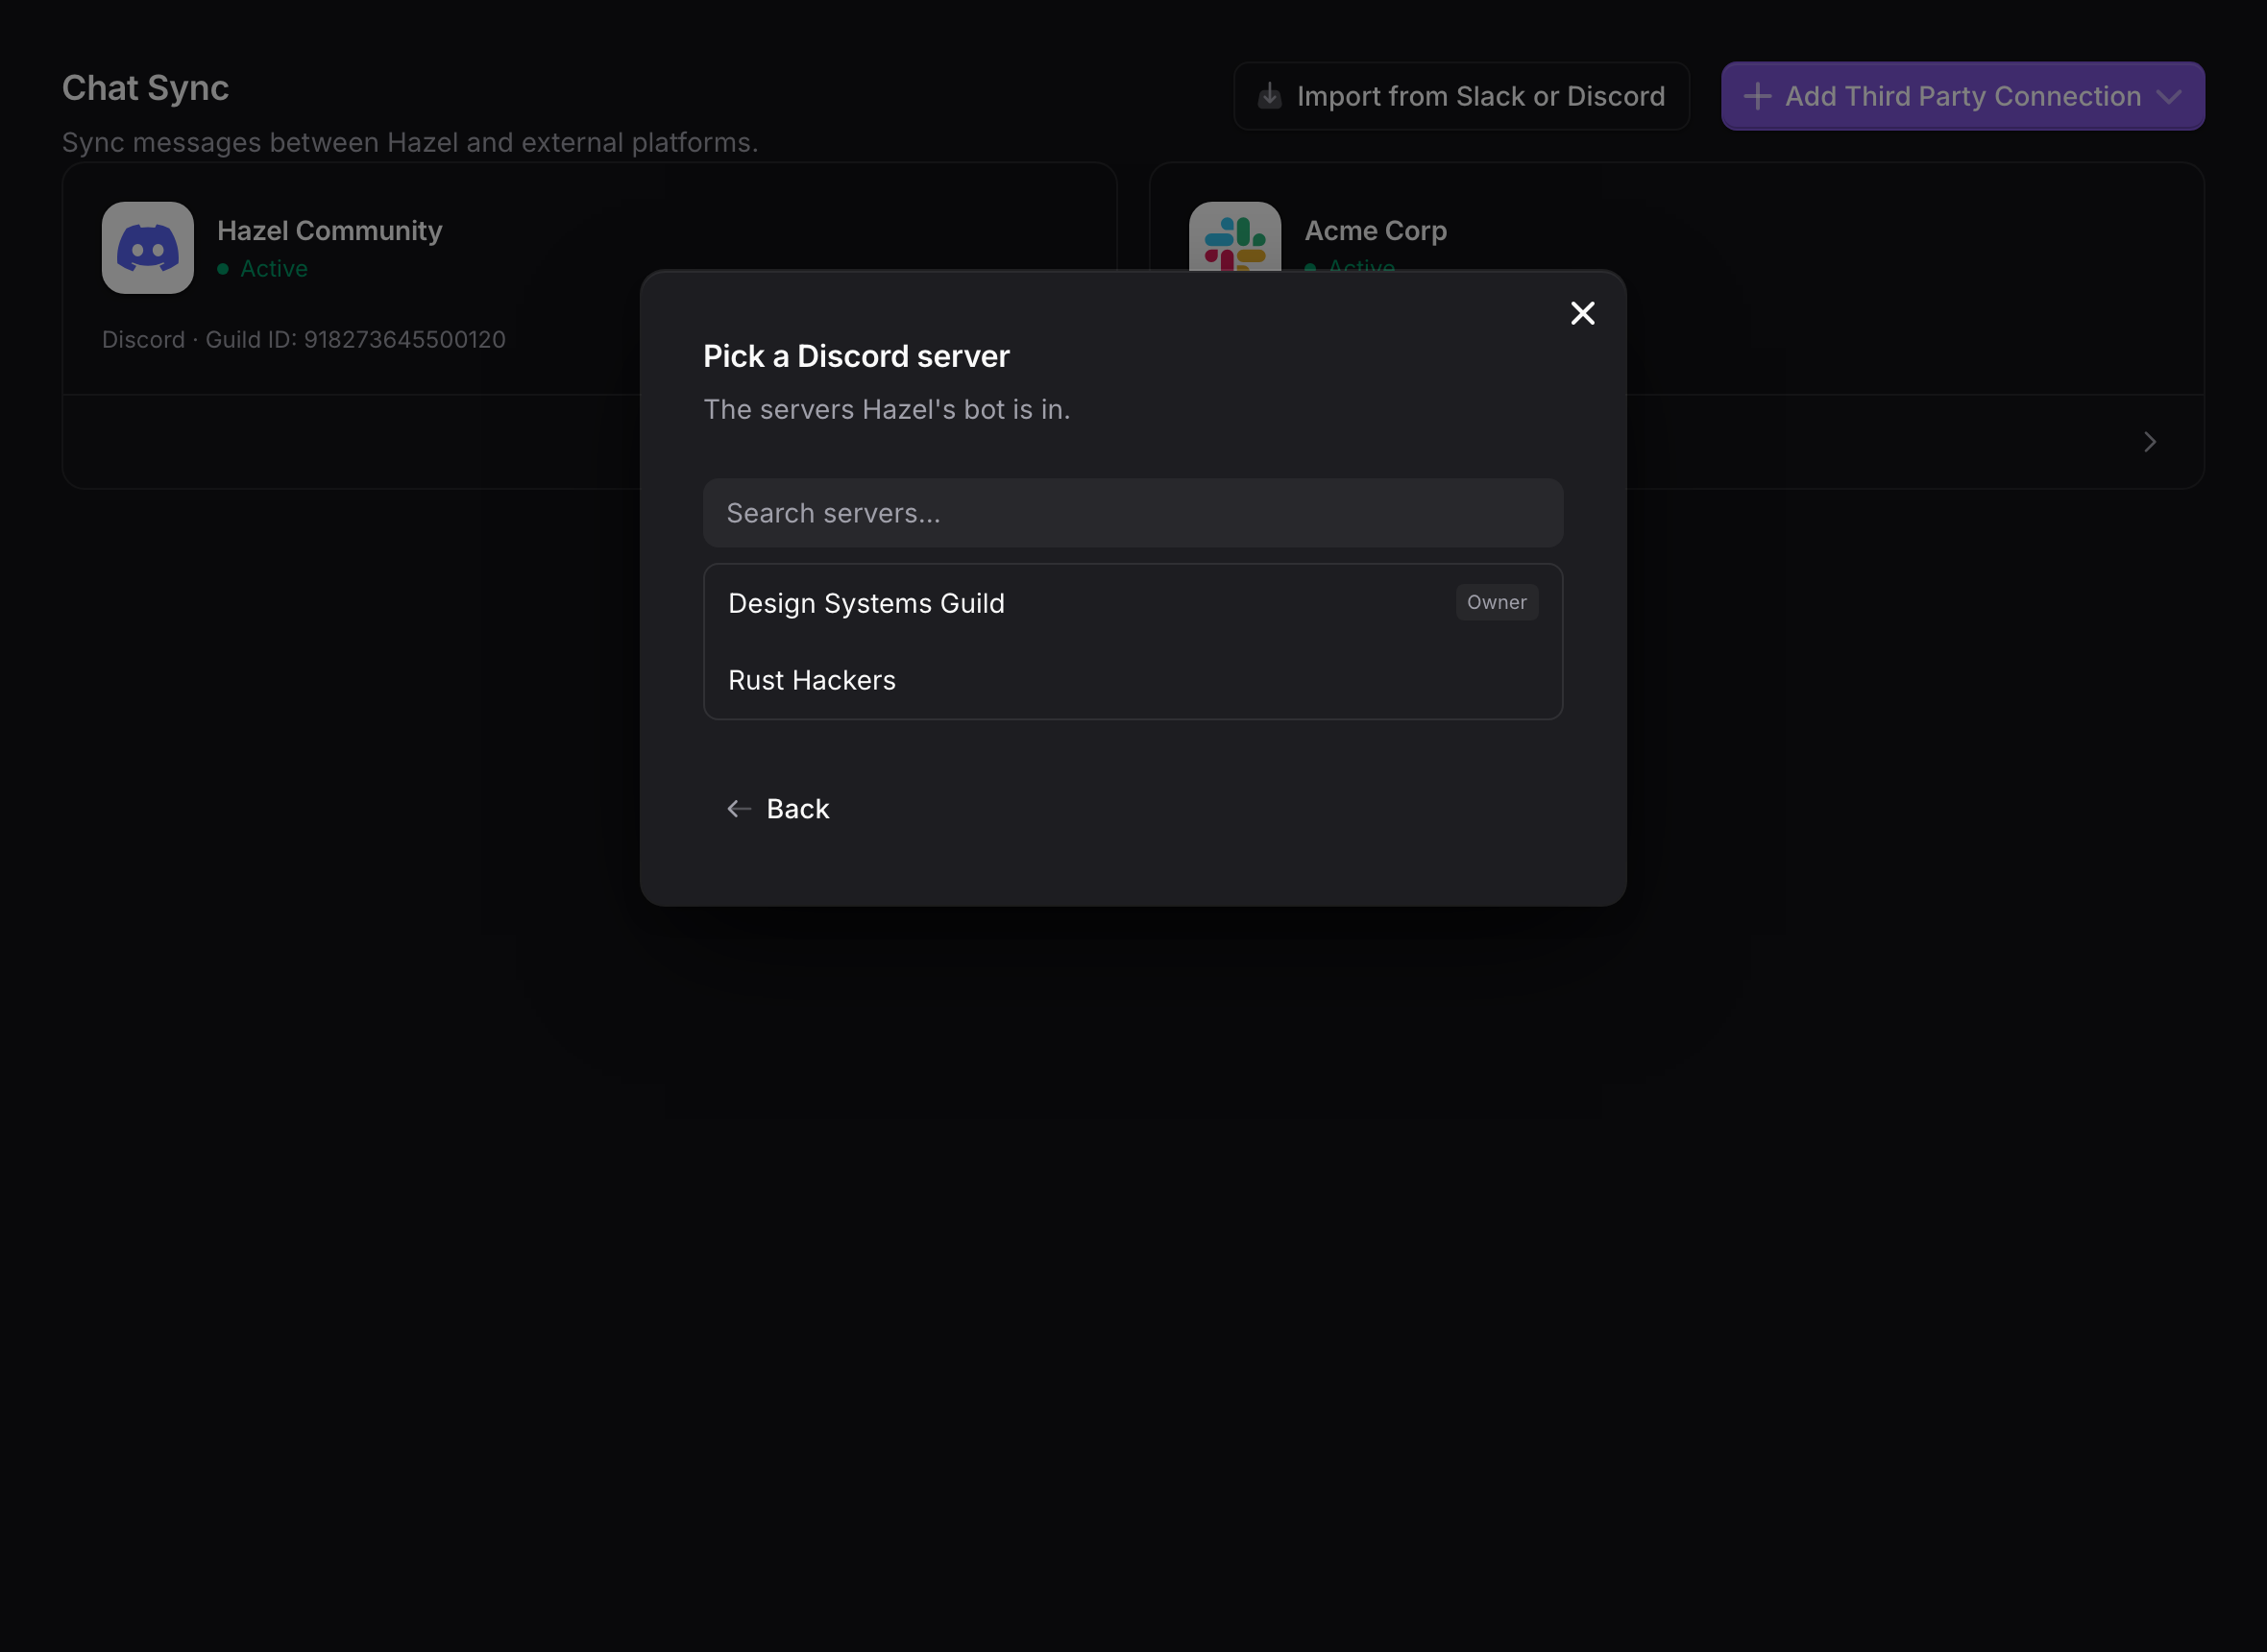 Chat Sync
Sync messages between Hazel and external platforms.
Import from Slack or Discord
Add Third Party Connection
Hazel Community
Active
Discord · Guild ID: 918273645500120
Acme Corp
Active
Pick a Discord server
The servers Hazel's bot is in.
Search servers...
Design Systems Guild
Owner
Rust Hackers
Back